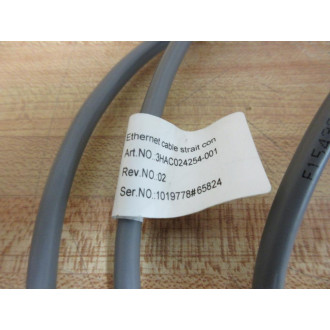 Ethernet cable strait con
Art.NO.:3HAC024254-001
Rev.NO:02
Ser.NO.:1019778#65824